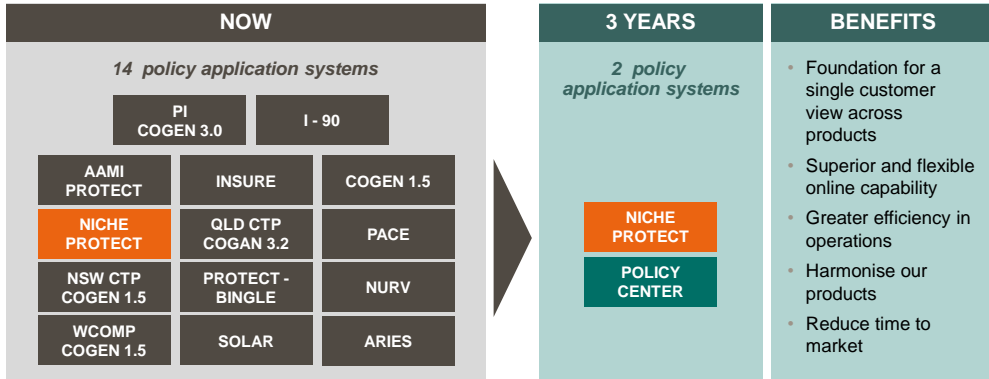 NOW
14 policy application systems
PI
COGEN 3.0
I - 90
AAMI
PROTECT
INSURE
COGEN 1.5
NICHE
PROTECT
QLD CTP
COGAN 3.2
PACE
NSW CTP
COGEN 1.5
PROTECT -
BINGLE
NURV
WCOMP
COGEN 1.5
SOLAR
ARIES
3 YEARS
2 policy
application systems
NICHE
PROTECT
POLICY
CENTER
BENEFITS
• Foundation for a
single customer
view across
products
• Superior and flexible
online capability
• Greater efficiency in
operations
• Harmonise our
products
• Reduce time to
market